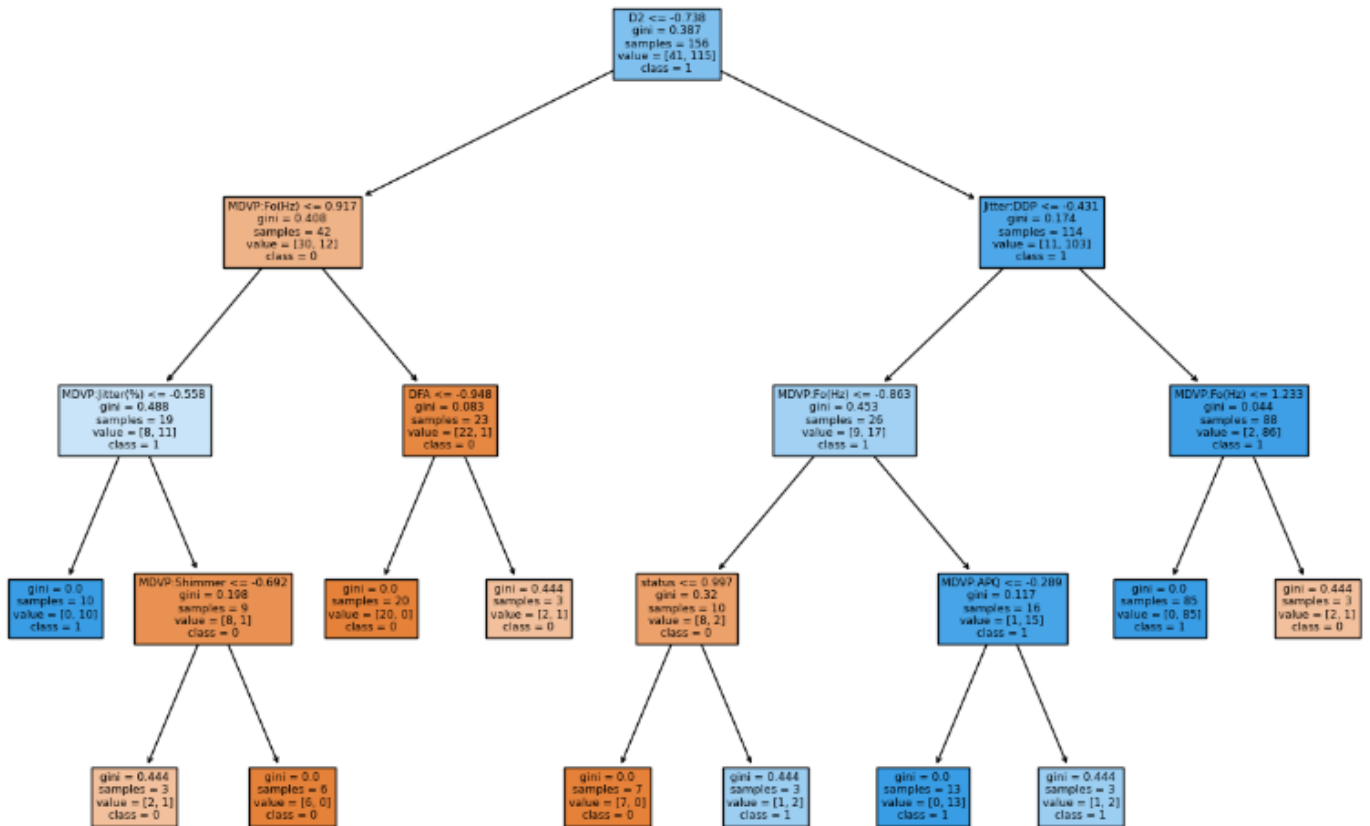 D2 <= -0.738
gini = 0.387
samples = 156
value = [41, 115]
class = 1
MDVP:Fo(Hz) <= 0.917
gini = 0.408
samples = 42
value = [30, 12]
class = 0
Jitter:DDP <= -0.431
gini = 0.174
samples = 114
value = [11, 103]
class = 1
MDVP:Jitter(%) <= -0.558
gini = 0.488
samples = 19
value = [8, 11]
class = 1
DFA <= -0.948
gini = 0.083
samples = 23
value = [22, 1]
class = 0
MDVP:Fo(Hz) <= -0.863
gini = 0.453
samples = 26
value = [9, 17]
class = 1
MDVP:Fo(Hz) <= 1.233
gini = 0.044
samples = 88
value = [2, 86]
class = 1
gini = 0.0
samples = 10
value = [0, 10]
class = 1
MDVP:Shimmer <= -0.692
gini = 0.198
samples = 9
value = [8, 1]
class = 0
gini = 0.0
samples = 20
value = [20, 0]
class = 0
gini = 0.444
samples = 3
value = [2, 1]
class = 0
status <= 0.997
gini = 0.32
samples = 10
value = [8, 2]
class = 0
MDVP:APQ <= -0.289
gini = 0.117
samples = 16
value = [1, 15]
class = 1
gini = 0.0
samples = 85
value = [0, 85]
class = 1
gini = 0.444
samples = 3
value = [2, 1]
class = 0
gini = 0.444
samples = 3
value = [2, 1]
class = 0
gini = 0.0
samples = 6
value = [6, 0]
class = 0
gini = 0.0
samples = 7
value = [7, 0]
class = 0
gini = 0.444
samples = 3
value = [1, 2]
class = 1
gini = 0.0
samples = 13
value = [0, 13]
class = 1
gini = 0.444
samples = 3
value = [1, 2]
class = 1